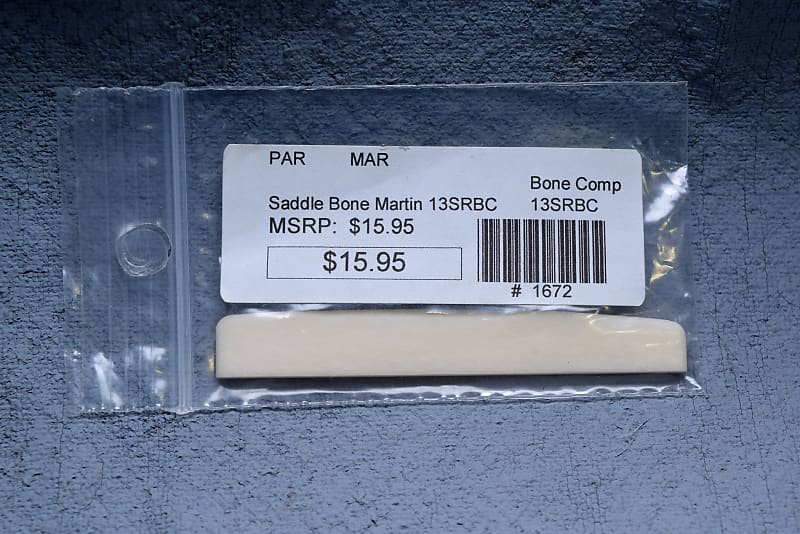 PAR MAR
Bone Comp
Saddle Bone Martin 13SRBC 13SRBC
MSRP: $15.95
$15.95
# 1672